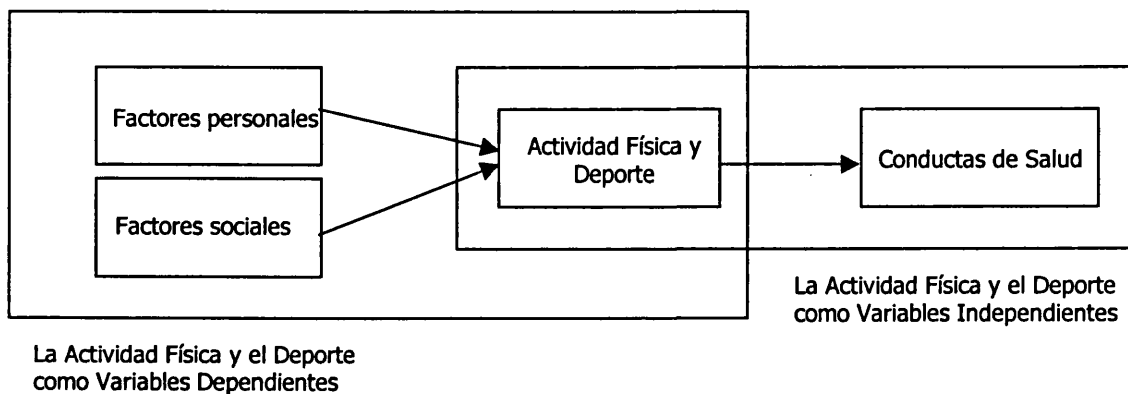 Factores personales
Factores sociales
Actividad Física y
Deporte
Conductas de Salud
La Actividad Física y el Deporte
como Variables Independientes
La Actividad Física y el Deporte
como Variables Dependientes